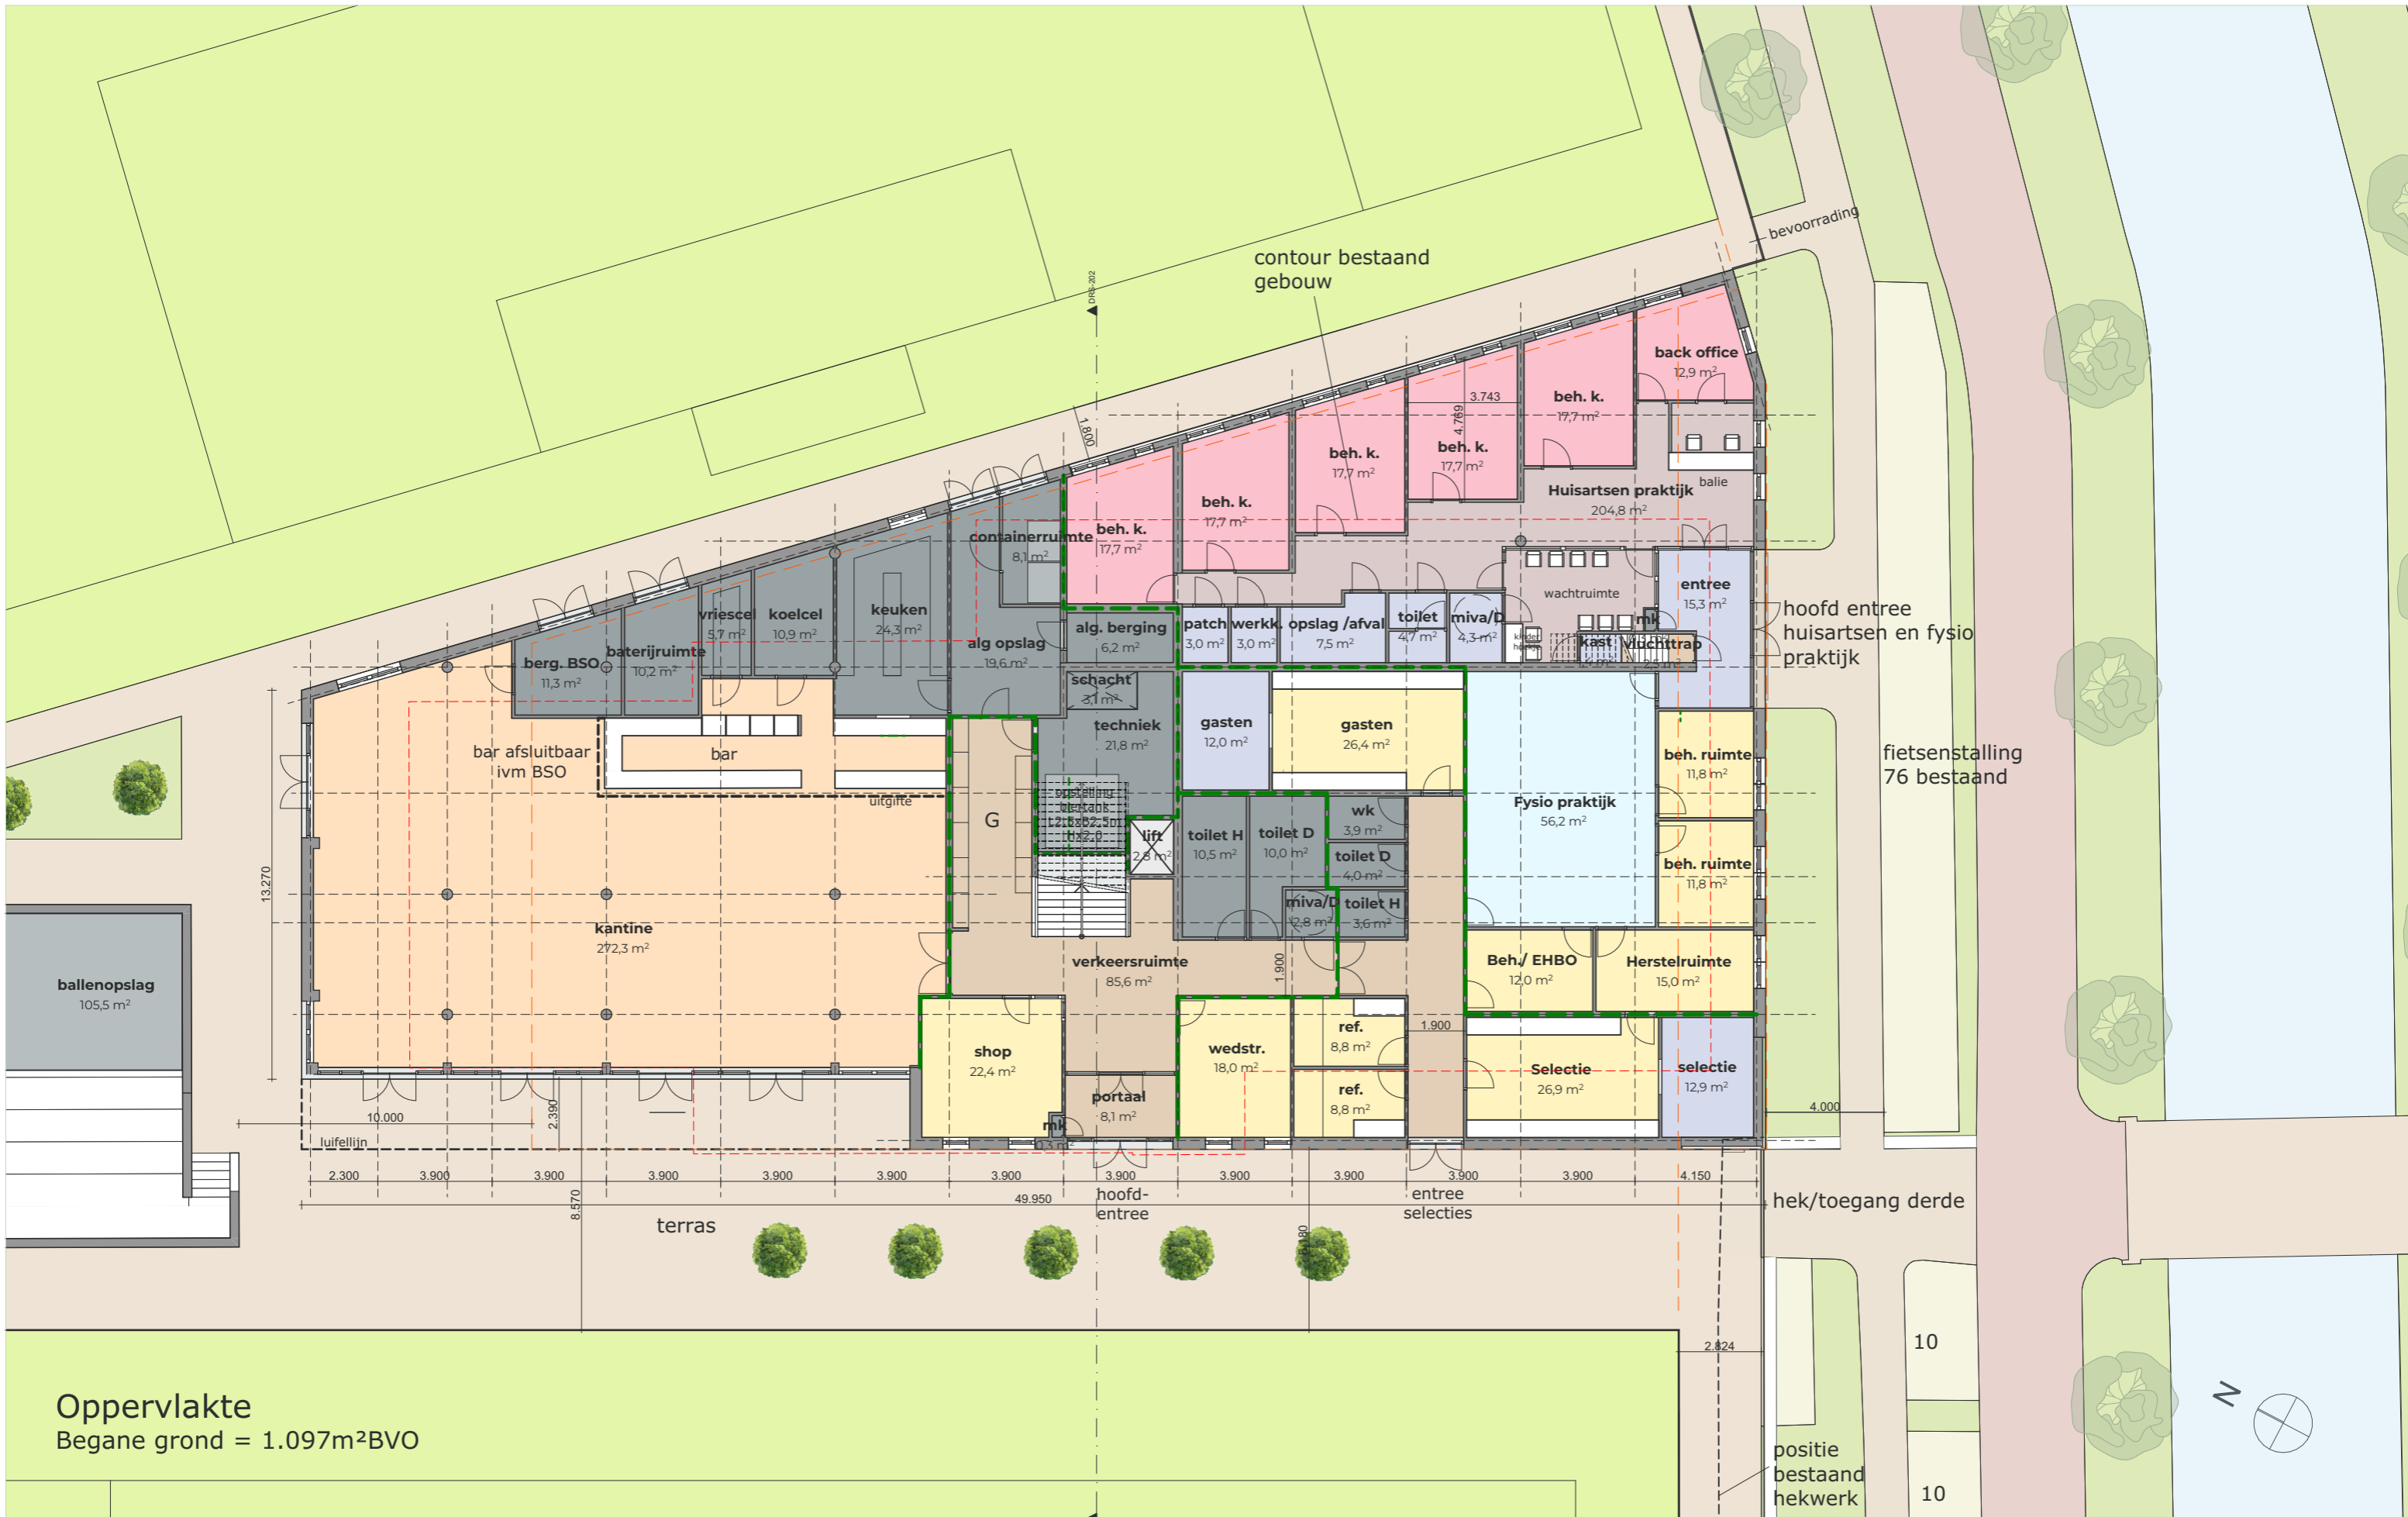 bevoorrading
contour bestaand
gebouw
DRS-202
1.800
back office
12,9 m²
beh. k.
17,7 m²
3.743
4.769
beh. k.
17,7 m²
beh. k.
17,7 m²
beh. k.
17,7 m²
beh. k.
17,7 m²
balie
Huisartsen praktijk
204,8 m²
containerruimte
8,1 m²
wachtruimte
entree
15,3 m²
hoofd entree
huisartsen en fysio
praktijk
vriescel
5,7 m²
koelcel
10,9 m²
keuken
24,3 m²
alg opslag
19,6 m²
alg. berging
6,2 m²
patch
3,0 m²
werkk.
3,0 m²
opslag /afval
7,5 m²
toilet
4,7 m²
miva/D
4,3 m²
mk
kast
vluchttrap
2,5 m²
berg. BSO
11,3 m²
baterijruimte
10,2 m²
schacht
3,1 m²
techniek
21,8 m²
gasten
12,0 m²
gasten
26,4 m²
bar afsluitbaar
ivm BSO
bar
uitgifte
beh. ruimte
11,8 m²
fietsenstalling
76 bestaand
opstelling
biertank
L2,5xB2,5m
Hx2,0
G
lift
2,8 m²
toilet H
10,5 m²
toilet D
10,0 m²
wk
3,9 m²
toilet D
4,0 m²
miva/D
2,8 m²
toilet H
3,6 m²
Fysio praktijk
56,2 m²
beh. ruimte
11,8 m²
13.270
kantine
272,3 m²
verkeersruimte
85,6 m²
1.900
Beh./ EHBO
12,0 m²
Herstelruimte
15,0 m²
ballenopslag
105,5 m²
shop
22,4 m²
wedstr.
18,0 m²
ref.
8,8 m²
1.900
ref.
8,8 m²
Selectie
26,9 m²
selectie
12,9 m²
portaal
8,1 m²
mk
0,3 m²
10.000
2.390
luifellijn
4.000
2.300
3.900
3.900
3.900
3.900
3.900
3.900
3.900
3.900
3.900
3.900
3.900
4.150
49.950
8.570
hoofd-
entree
entree
selecties
hek/toegang derde
terras
2.824
10
N
Oppervlakte
Begane grond = 1.097m²BVO
positie
bestaand
hekwerk
10